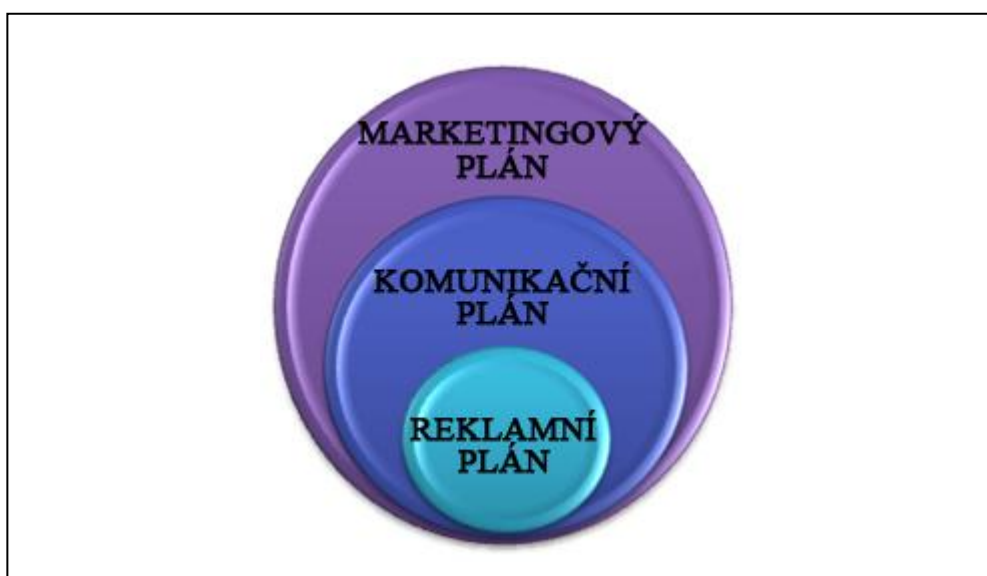 MARKETINGOVÝ
PLÁN
KOMUNIKAČNÍ
PLÁN
REKLAMNÍ
PLÁN